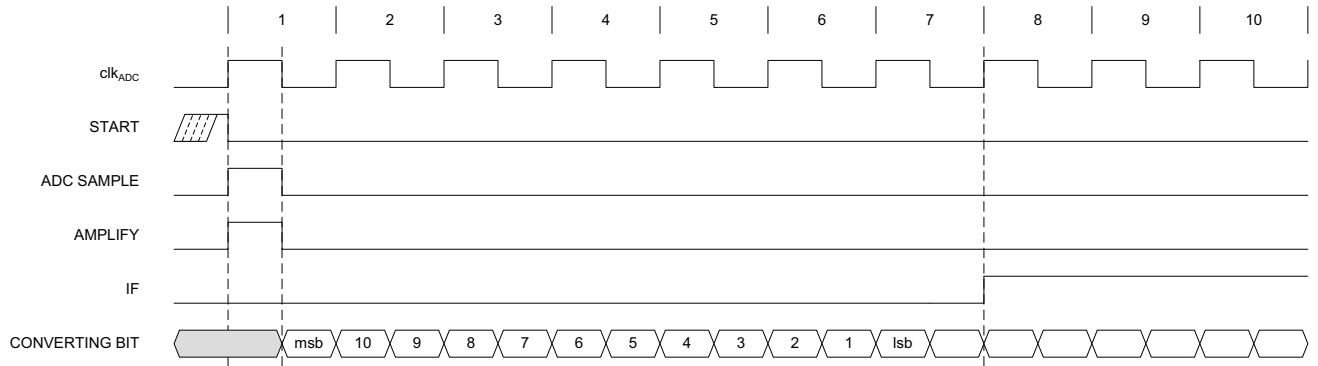 1 2 3 4 5 6 7 8 9 10
clkADC
START
ADC SAMPLE
AMPLIFY
IF
CONVERTING BIT msb 10 9 8 7 6 5 4 3 2 1 lsb